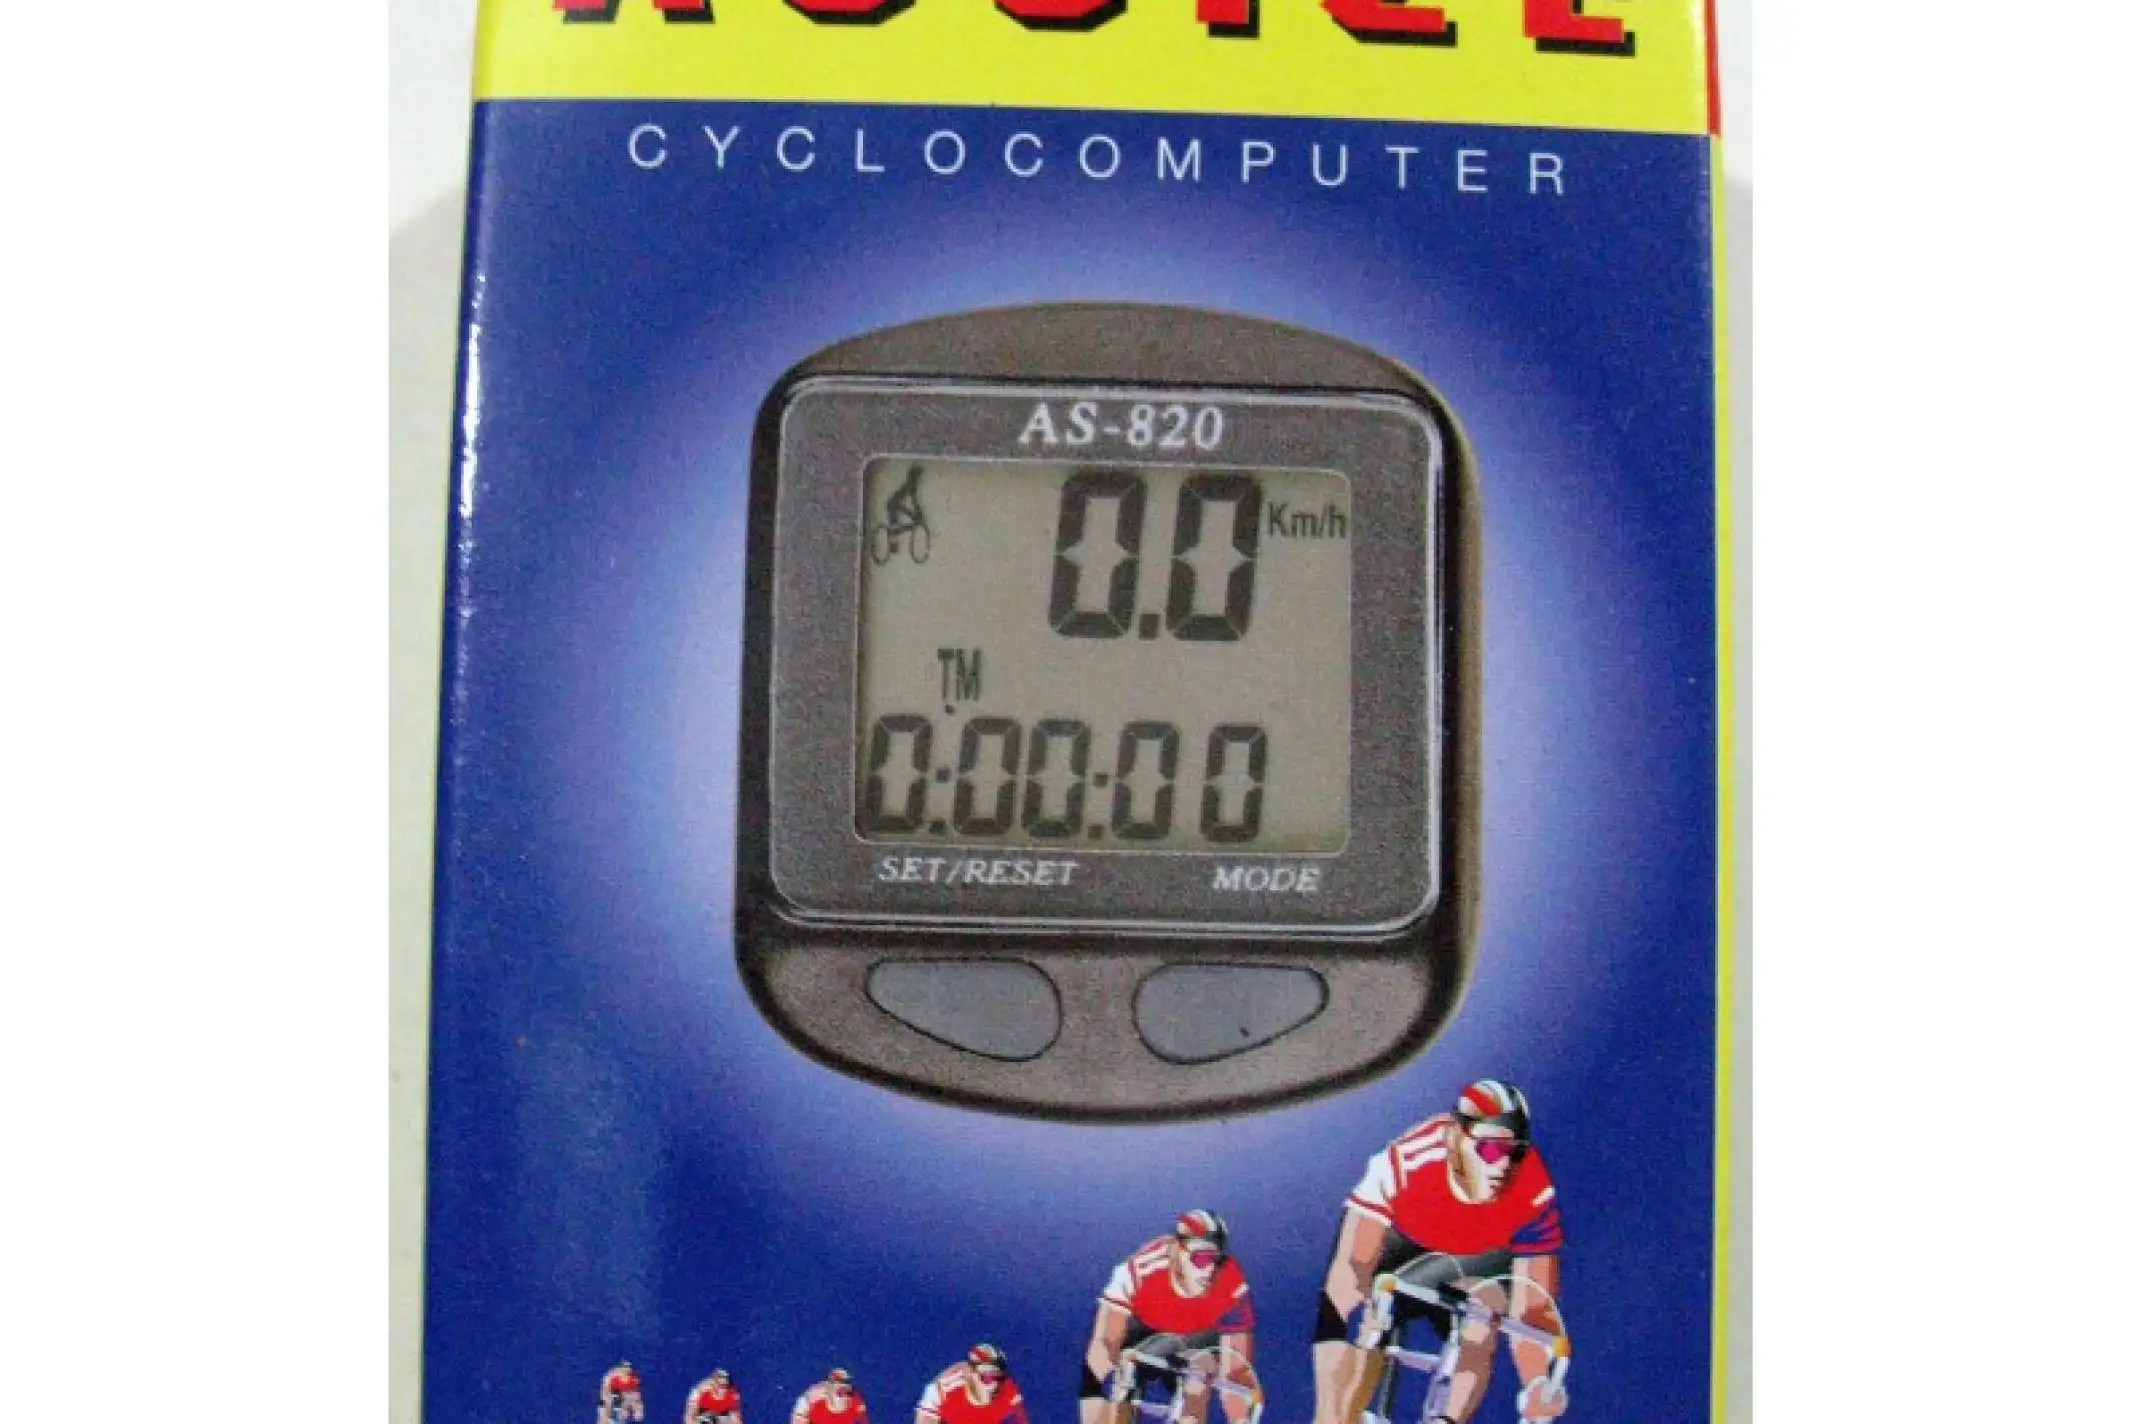 CYCLOCOMPUTER
AS-820
0.0 Km/h
TM
0:00:00
SET/RESET MODE